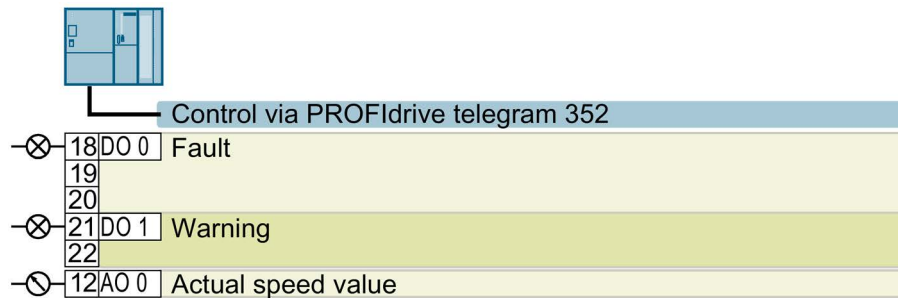 Control via PROFIdrive telegram 352
18 DO 0 Fault
19
20
21 DO 1 Warning
22
12 AO 0 Actual speed value